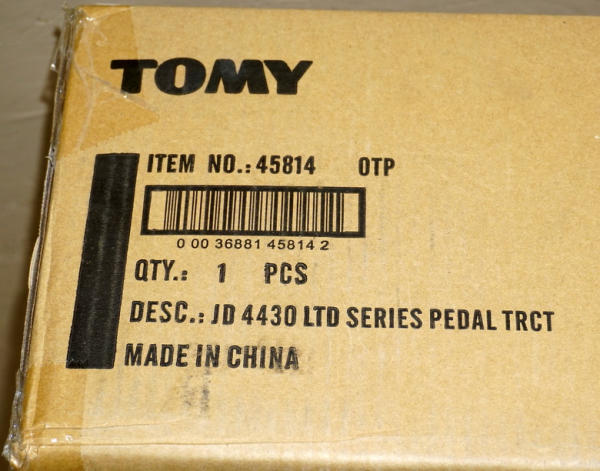 TOMY
ITEM NO.: 45814 OTP
0 00 36881 45814 2
QTY.: 1 PCS
DESC.: JD 4430 LTD SERIES PEDAL TRCT
MADE IN CHINA